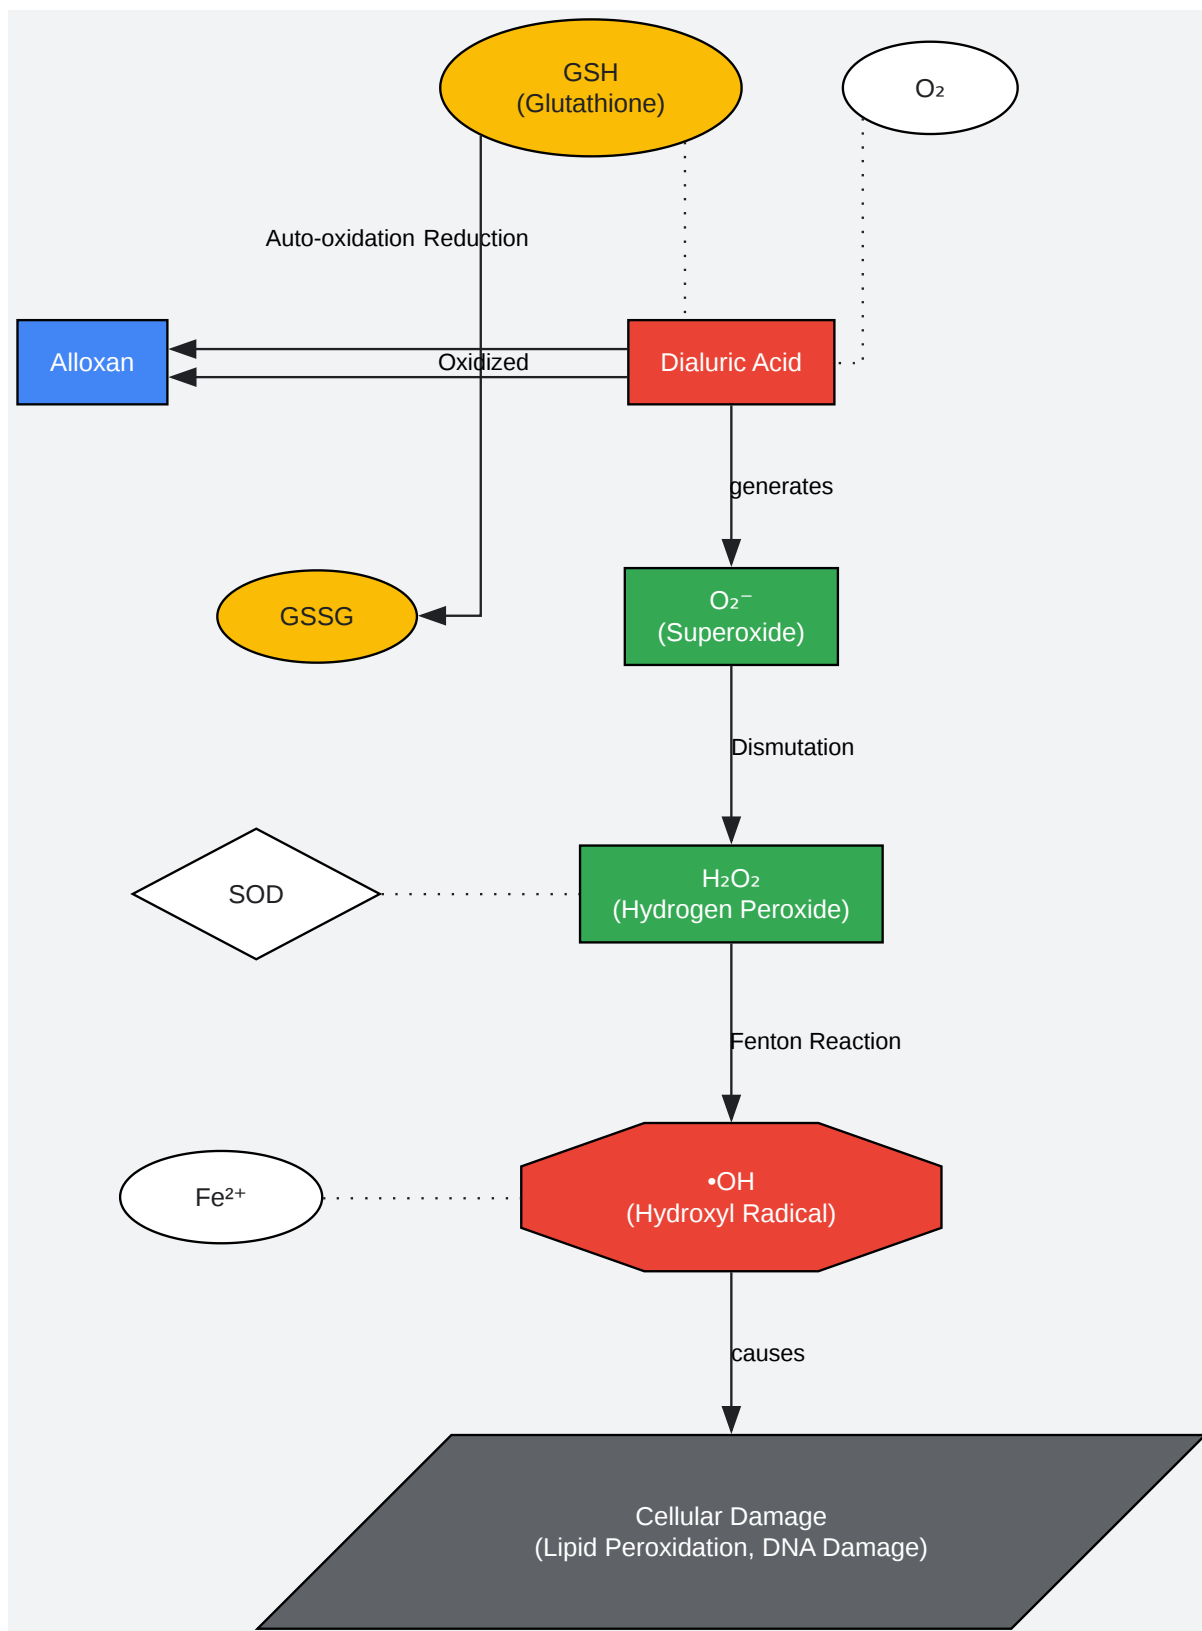 GSH
(Glutathione)
O₂
Auto-oxidation Reduction
Alloxan
Oxidized
Dialuric Acid
generates
GSSG
O₂⁻
(Superoxide)
Dismutation
SOD
H₂O₂
(Hydrogen Peroxide)
Fenton Reaction
Fe²⁺
•OH
(Hydroxyl Radical)
causes
Cellular Damage
(Lipid Peroxidation, DNA Damage)